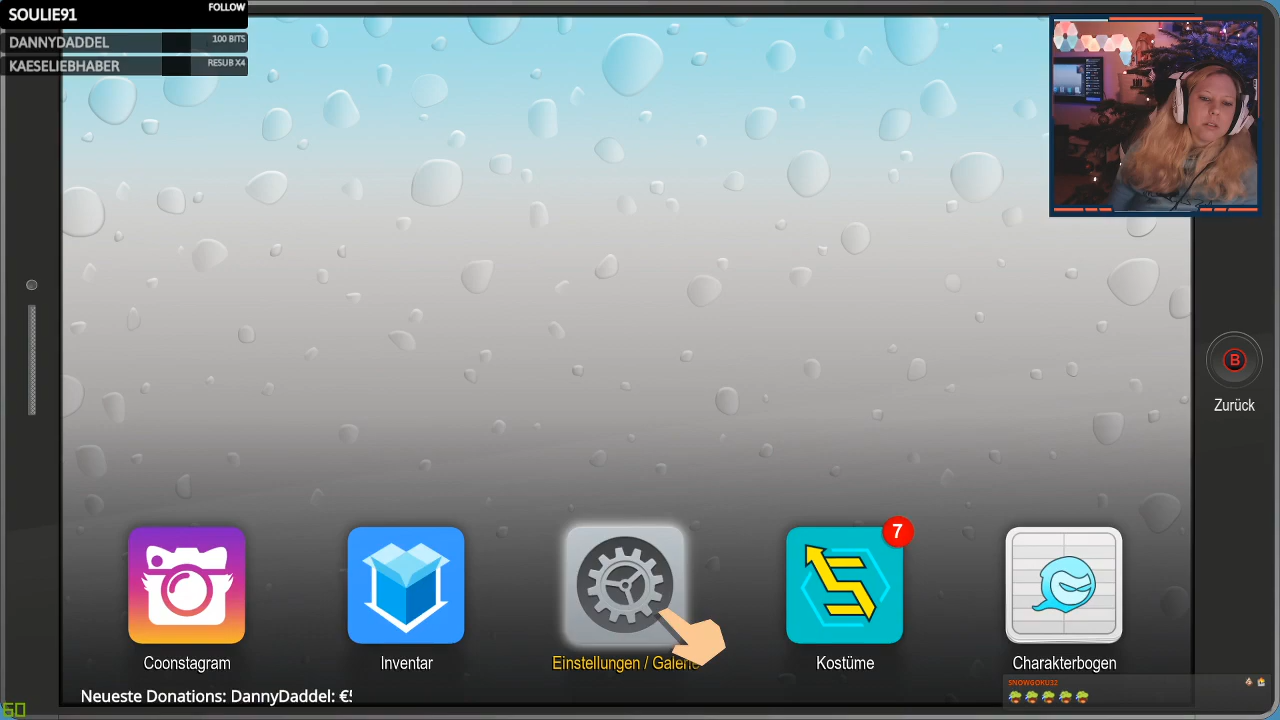 SOULIE91
FOLLOW
DANNYDADDEL
100 BITS
KAESELIEBHABER
RESUB X4
B
Zurück
7
Coonstagram
Inventar
Einstellungen / Galerie
Kostüme
Charakterbogen
Neueste Donations: DannyDaddel: €5
SNOWGOKU32
60